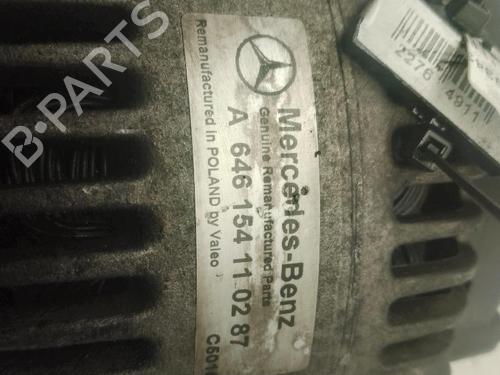 Mercedes-Benz
Genuine Remanufactured Parts
A 646 154 11 02 87
Remanufactured in POLAND by Valeo
2276 4911
B-PARTS